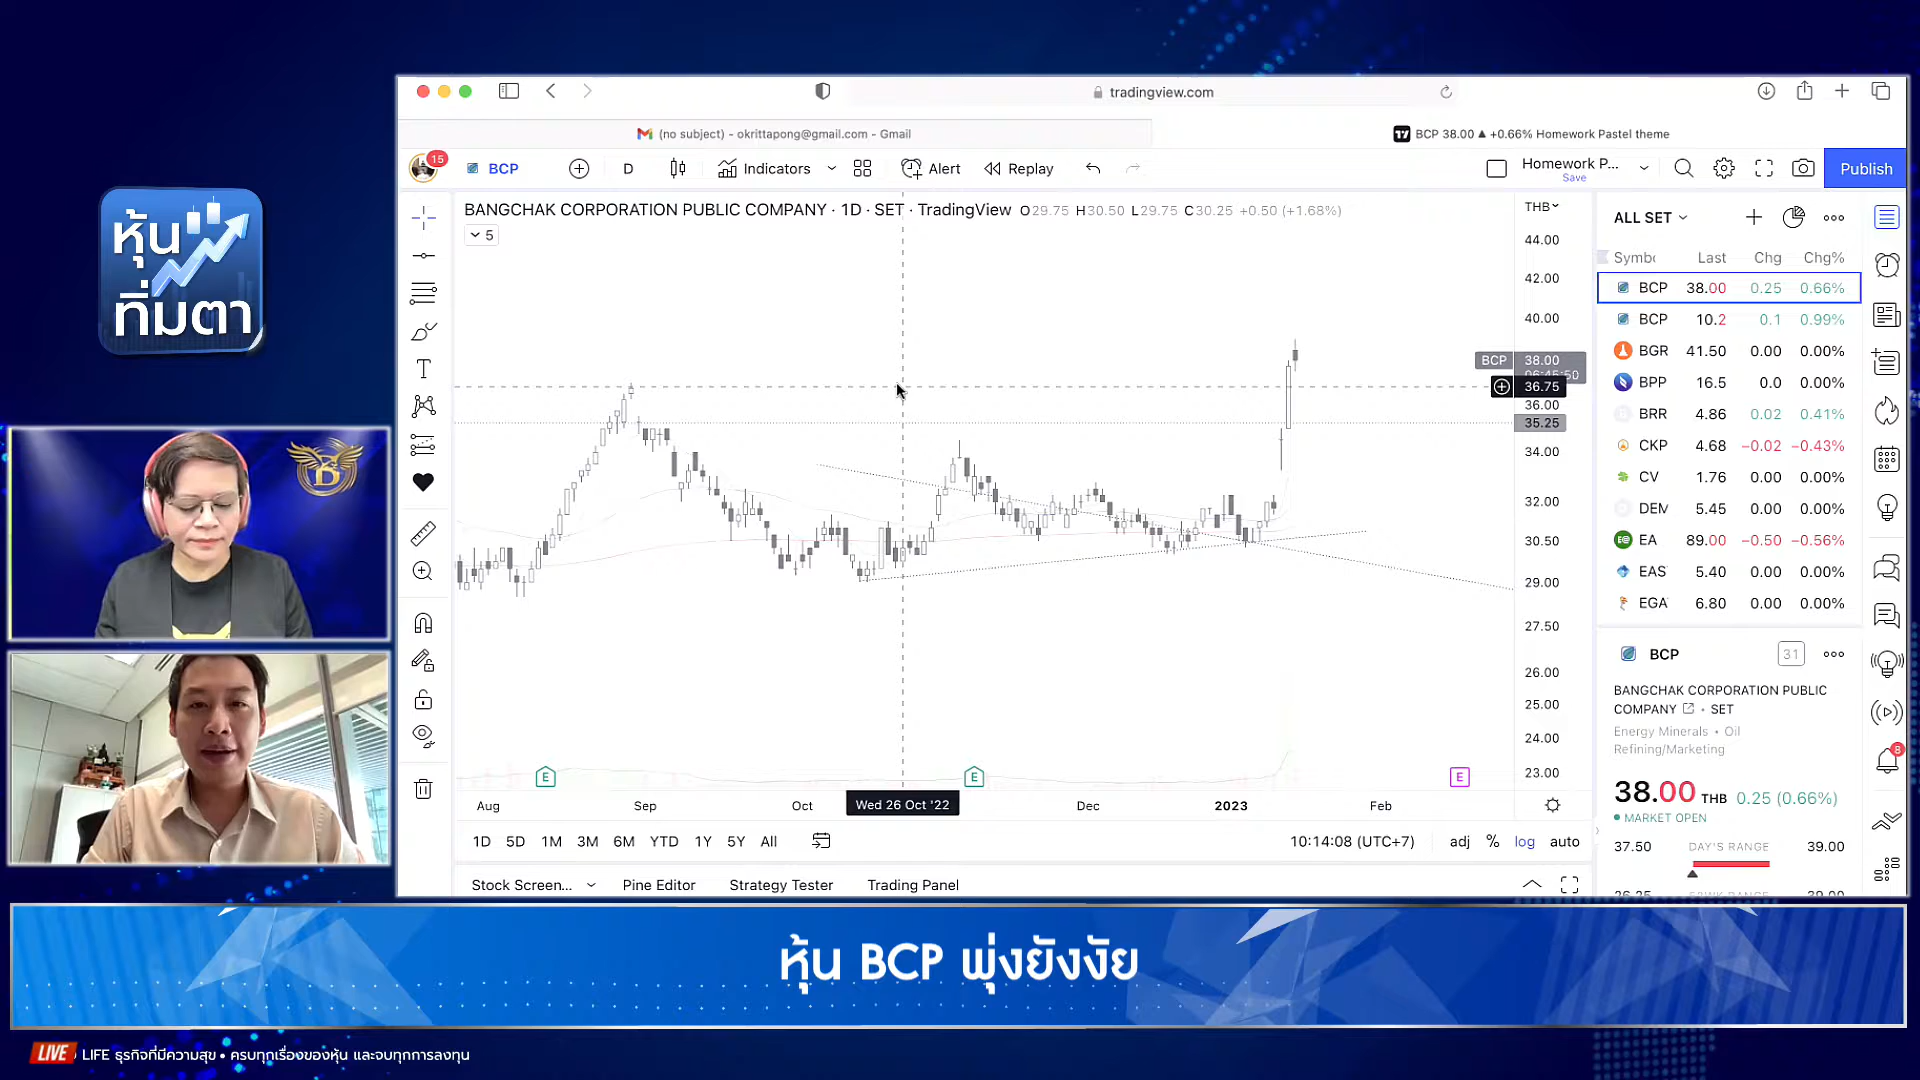 tradingview.com
(no subject) - okrittapong@gmail.com - Gmail
BCP 38.00 ▲ +0.66% Homework Pastel theme
15
BCP
D
Indicators
Alert
Replay
Homework P...
Save
Publish
BANGCHAK CORPORATION PUBLIC COMPANY · 1D · SET · TradingView O29.75 H30.50 L29.75 C30.25 +0.50 (+1.68%)
5
THB
44.00
42.00
40.00
BCP 38.00
06:45:50
36.75
36.00
35.25
34.00
32.00
30.50
29.00
27.50
26.00
25.00
24.00
23.00
E
E
E
Aug Sep Oct Wed 26 Oct '22 Dec 2023 Feb
1D 5D 1M 3M 6M YTD 1Y 5Y All
10:14:08 (UTC+7) adj % log auto
Stock Screen... Pine Editor Strategy Tester Trading Panel
ALL SET
Last Chg Chg%
BCP 38.00 0.25 0.66%
BCP 10.2 0.1 0.99%
BGR 41.50 0.00 0.00%
BPP 16.5 0.0 0.00%
BRR 4.86 0.02 0.41%
CKP 4.68 −0.02 −0.43%
CV 1.76 0.00 0.00%
DEM 5.45 0.00 0.00%
EA 89.00 −0.50 −0.56%
EAS 5.40 0.00 0.00%
EGA 6.80 0.00 0.00%
BCP
31
BANGCHAK CORPORATION PUBLIC
COMPANY • SET
Energy Minerals • Oil
Refining/Marketing
38.00 THB 0.25 (0.66%)
MARKET OPEN
37.50 DAY'S RANGE 39.00
8
หุ้น
ทิ่มตา
หุ้น BCP พุ่งยังงัย
LIVE
LIFE ธุรกิจที่มีความสุข • ครบทุกเรื่องของหุ้น และจบทุกการลงทุน